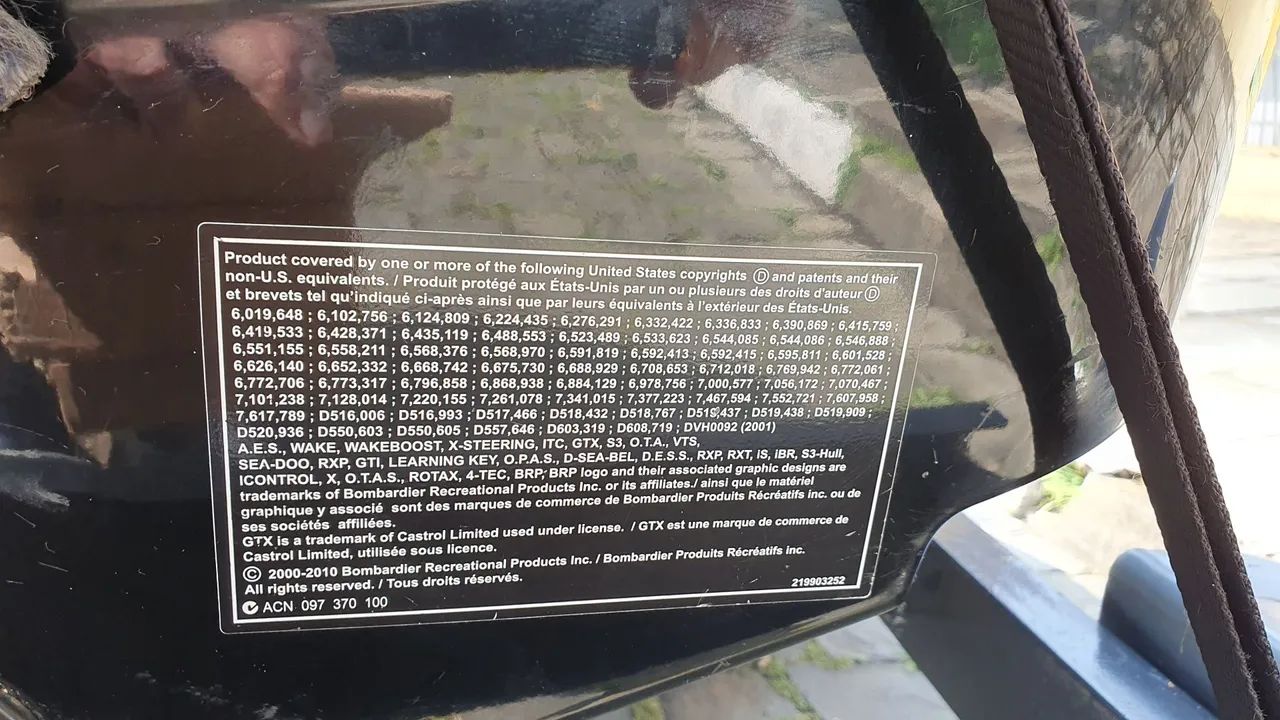 Product covered by one or more of the following United States copyrights Ⓓ and patents and their
non-U.S. equivalents. / Produit protégé aux États-Unis par un ou plusieurs des droits d'auteur Ⓓ
et brevets tel qu'indiqué ci-après ainsi que par leurs équivalents à l'extérieur des États-Unis.
6,019,648 ; 6,102,756 ; 6,124,809 ; 6,224,435 ; 6,276,291 ; 6,332,422 ; 6,336,833 ; 6,390,869 ; 6,415,759 ;
6,419,533 ; 6,428,371 ; 6,435,119 ; 6,488,553 ; 6,523,489 ; 6,533,623 ; 6,544,085 ; 6,544,086 ; 6,546,888 ;
6,551,155 ; 6,558,211 ; 6,568,376 ; 6,568,970 ; 6,591,819 ; 6,592,413 ; 6,592,415 ; 6,595,811 ; 6,601,528 ;
6,626,140 ; 6,652,332 ; 6,668,742 ; 6,675,730 ; 6,688,929 ; 6,708,653 ; 6,712,018 ; 6,769,942 ; 6,772,061 ;
6,772,706 ; 6,773,317 ; 6,796,858 ; 6,868,938 ; 6,884,129 ; 6,978,756 ; 7,000,577 ; 7,056,172 ; 7,070,467 ;
7,101,238 ; 7,128,014 ; 7,220,155 ; 7,261,078 ; 7,341,015 ; 7,377,223 ; 7,467,594 ; 7,552,721 ; 7,607,958 ;
7,617,789 ; D516,006 ; D516,993 ; D517,466 ; D518,432 ; D518,767 ; D519,437 ; D519,438 ; D519,909 ;
D520,936 ; D550,603 ; D550,605 ; D557,646 ; D603,319 ; D608,719 ; DVH0092 (2001)
A.E.S., WAKE, WAKEBOOST, X-STEERING, ITC, GTX, S3, O.T.A., VTS,
SEA-DOO, RXP, GTI, LEARNING KEY, O.P.A.S., D-SEA-BEL, D.E.S.S., RXP, RXT, iS, iBR, S3-Hull,
ICONTROL, X, O.T.A.S., ROTAX, 4-TEC, BRP, BRP logo and their associated graphic designs are
trademarks of Bombardier Recreational Products Inc. or its affiliates./ ainsi que le matériel
graphique y associé sont des marques de commerce de Bombardier Produits Récréatifs inc. ou de
ses sociétés affiliées.
GTX is a trademark of Castrol Limited used under license. / GTX est une marque de commerce de
Castrol Limited, utilisée sous licence.
© 2000-2010 Bombardier Recreational Products Inc. / Bombardier Produits Récréatifs inc.
All rights reserved. / Tous droits réservés.
219903252
ACN 097 370 100